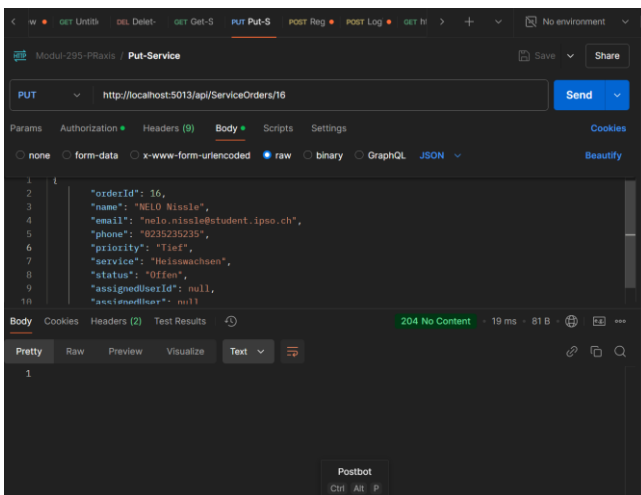 ew GET Untitl DEL Delet- GET Get-S PUT Put-S POST Reg POST Log GET ht No environment
HTTP Modul-295-PRaxis / Put-Service Save Share
PUT http://localhost:5013/api/ServiceOrders/16 Send
Params Authorization Headers (9) Body Scripts Settings Cookies
none form-data x-www-form-urlencoded raw binary GraphQL JSON Beautify
1 {
2 "orderId": 16,
3 "name": "NELO Nissle",
4 "email": "nelo.nissle@student.ipso.ch",
5 "phone": "0235235235",
6 "priority": "Tief",
7 "service": "Heisswachsen",
8 "status": "Offen",
9 "assignedUserId": null,
10 "assignedUser": null
Body Cookies Headers (2) Test Results 204 No Content · 19 ms · 81 B
Pretty Raw Preview Visualize Text
1
Postbot
Ctrl Alt P